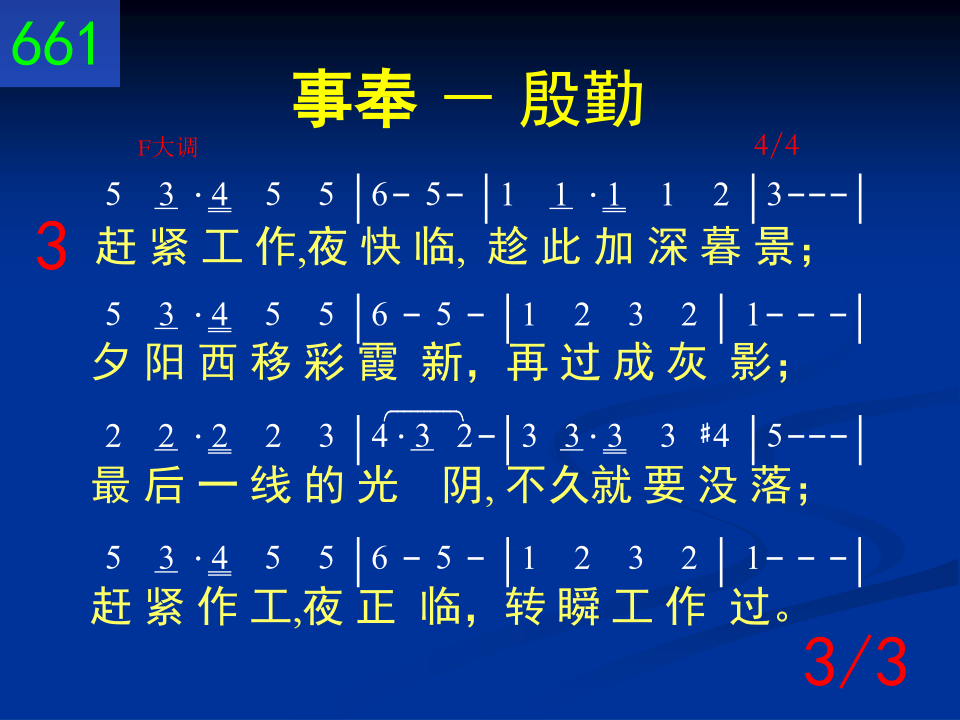 661
事奉 － 殷勤
F大调 4/4
5 3 · 4 5 5 | 6 - 5 - | 1 1 · 1 1 2 | 3 - - - |
3 赶紧工作,夜快临, 趁此加深暮景；
5 3 · 4 5 5 | 6 - 5 - | 1 2 3 2 | 1 - - - |
夕阳西移彩霞新，再过成灰影；
2 2 · 2 2 3 | 4 · 3 2 - | 3 3 · 3 3 #4 | 5 - - - |
最后一线的光阴, 不久就要没落；
5 3 · 4 5 5 | 6 - 5 - | 1 2 3 2 | 1 - - - |
赶紧作工,夜正临，转瞬工作过。
3/3